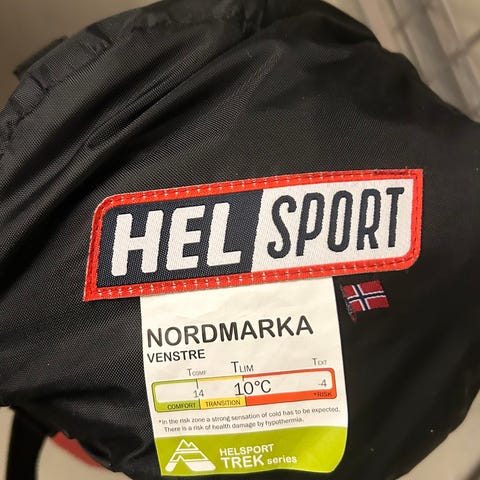 HEL SPORT
NORDMARKA
VENSTRE
TCOMF TLIM TEXT
14 10°C -4
COMFORT TRANSITION *RISK
*In the risk zone a strong sensation of cold has to be expected.
There is a risk of health damage by hypothermia.
HELSPORT
TREK series